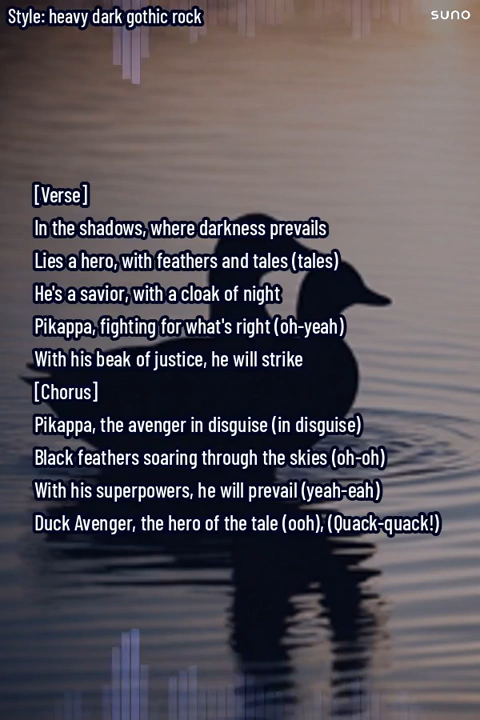 Style: heavy dark gothic rock
suno
[Verse]
In the shadows, where darkness prevails
Lies a hero, with feathers and tales (tales)
He's a savior, with a cloak of night
Pikappa, fighting for what's right (oh-yeah)
With his beak of justice, he will strike
[Chorus]
Pikappa, the avenger in disguise (in disguise)
Black feathers soaring through the skies (oh-oh)
With his superpowers, he will prevail (yeah-eah)
Duck Avenger, the hero of the tale (ooh), (Quack-quack!)